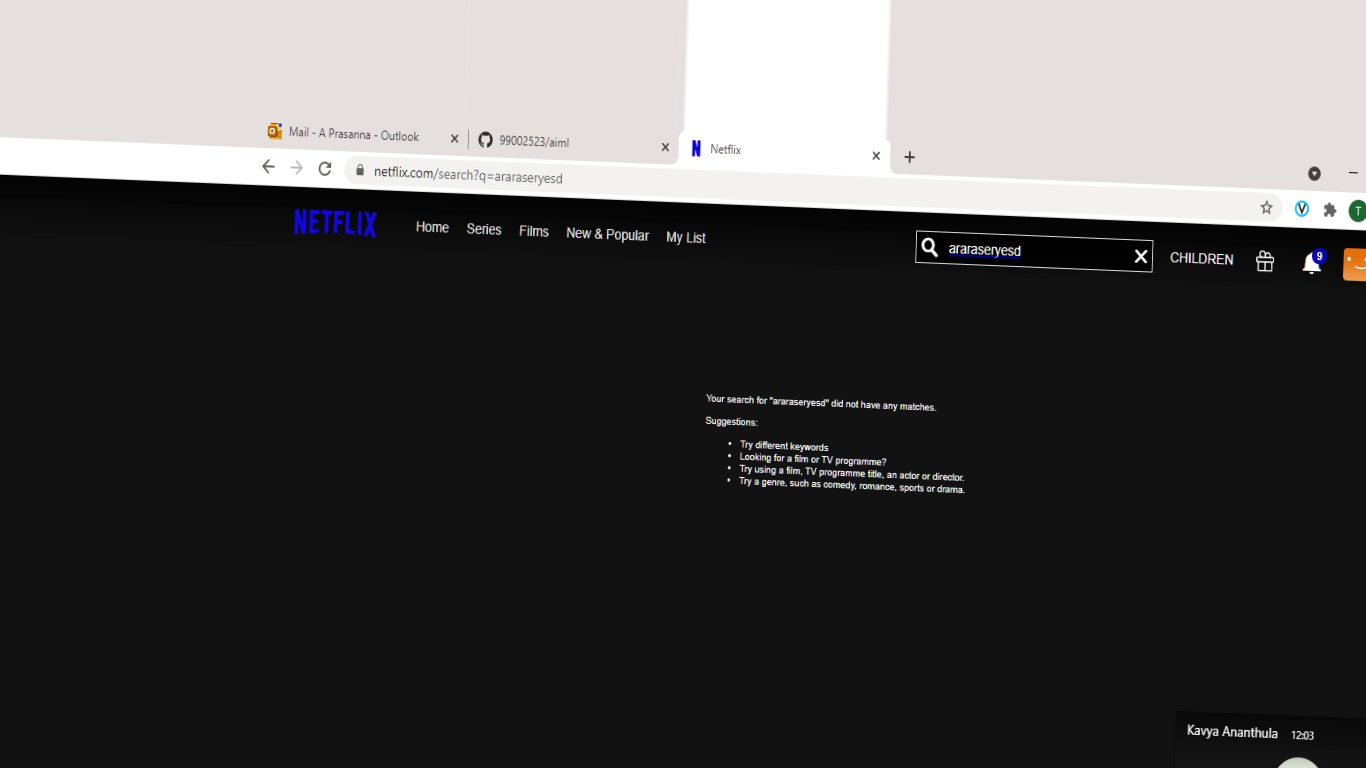 Mail - A Prasanna - Outlook
99002523/aiml
Netflix
netflix.com/search?q=araraseryesd
T
NETFLIX
Home
Series
Films
New & Popular
My List
araraseryesd
CHILDREN
9
Your search for "araraseryesd" did not have any matches.
Suggestions:
• Try different keywords
• Looking for a film or TV programme?
• Try using a film, TV programme title, an actor or director.
• Try a genre, such as comedy, romance, sports or drama.
Kavya Ananthula 12:03